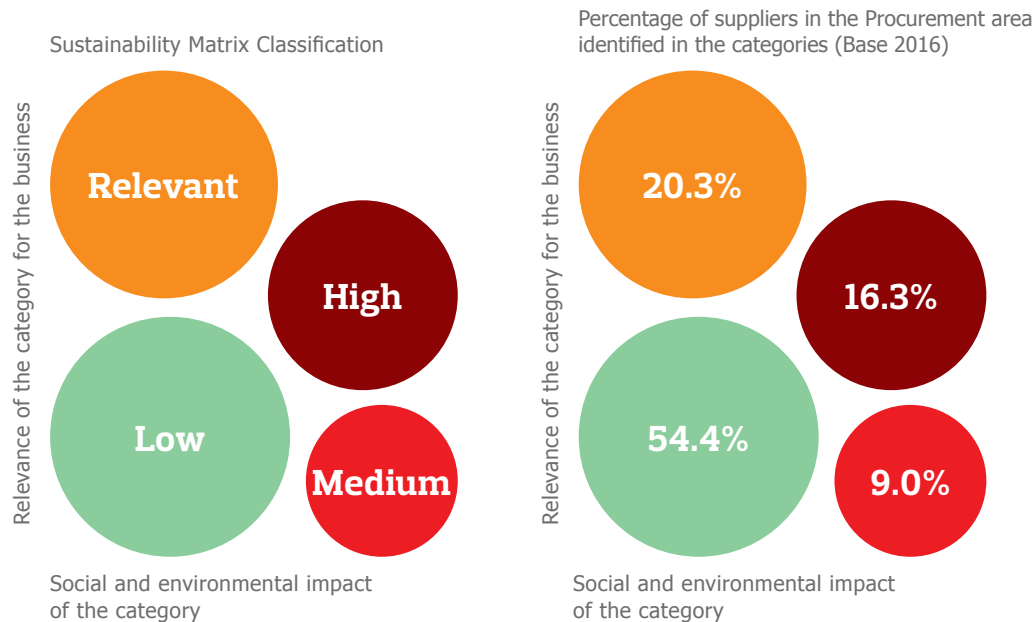 Sustainability Matrix Classification
Relevance of the category for the business
Relevant
High
Low
Medium
Social and environmental impact
of the category
Percentage of suppliers in the Procurement area
identified in the categories (Base 2016)
Relevance of the category for the business
20.3%
16.3%
54.4%
9.0%
Social and environmental impact
of the category